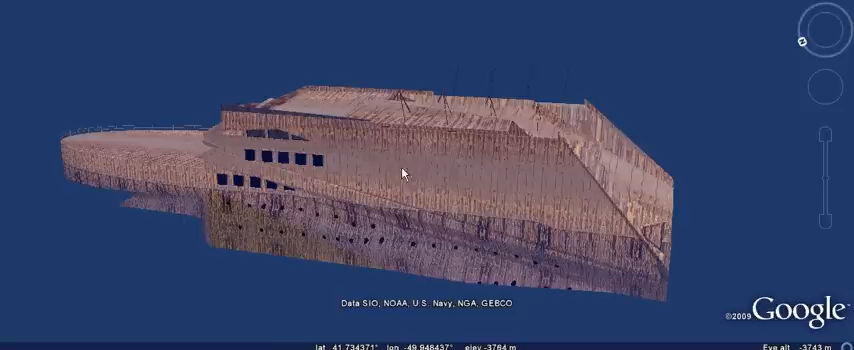 Data SIO, NOAA, U.S. Navy, NGA, GEBCO
©2009 Google
lat 41.734371° lon -49.948437° elev -3764 m
Eye alt -3743 m